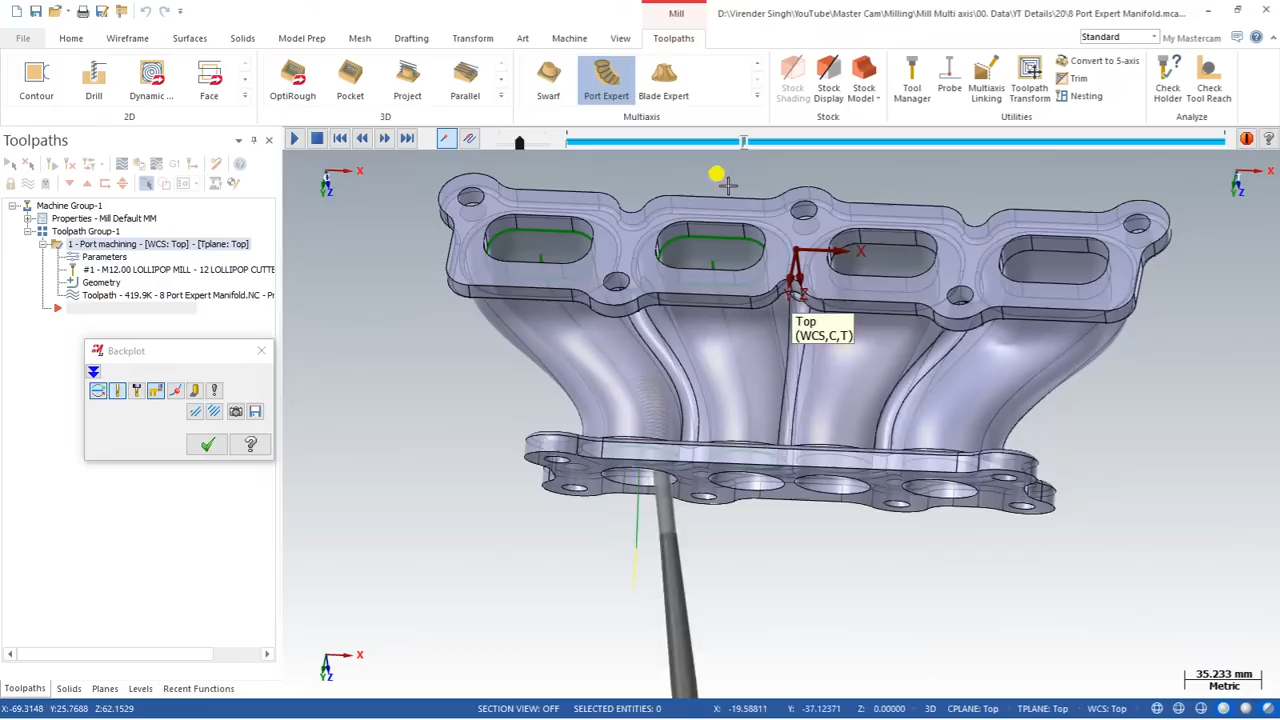 Mill
D:\Virender Singh\YouTube\Master Cam\Milling\Mill Multi axis\00. Data\YT Details\20\8 Port Expert Manifold.mca...
File Home Wireframe Surfaces Solids Model Prep Mesh Drafting Transform Art Machine View Toolpaths
Standard
My Mastercam
Contour Drill Dynamic ... Face
2D
OptiRough Pocket Project Parallel
3D
Swarf Port Expert Blade Expert
Multiaxis
Stock Shading
Stock Display
Stock Model
Stock
Tool Manager
Probe
Multiaxis Linking
Toolpath Transform
Convert to 5-axis
Trim
Nesting
Utilities
Check Holder
Check Tool Reach
Analyze
Toolpaths
G1
Machine Group-1
Properties - Mill Default MM
Toolpath Group-1
1 - Port machining - [WCS: Top] - [Tplane: Top]
Parameters
#1 - M12.00 LOLLIPOP MILL - 12 LOLLIPOP CUTTE
Geometry
Toolpath - 419.9K - 8 Port Expert Manifold.NC - Pr
Backplot
X
Y Z
X
Y Z
X
Top
(WCS,C,T)
X
Y Z
35.233 mm
Metric
Toolpaths Solids Planes Levels Recent Functions
X:-69.3148 Y:25.7688 Z:62.1529 SECTION VIEW: OFF SELECTED ENTITIES: 0 X: -19.58811 Y: -37.12371 Z: 0.00000 3D CPLANE: Top TPLANE: Top WCS: Top